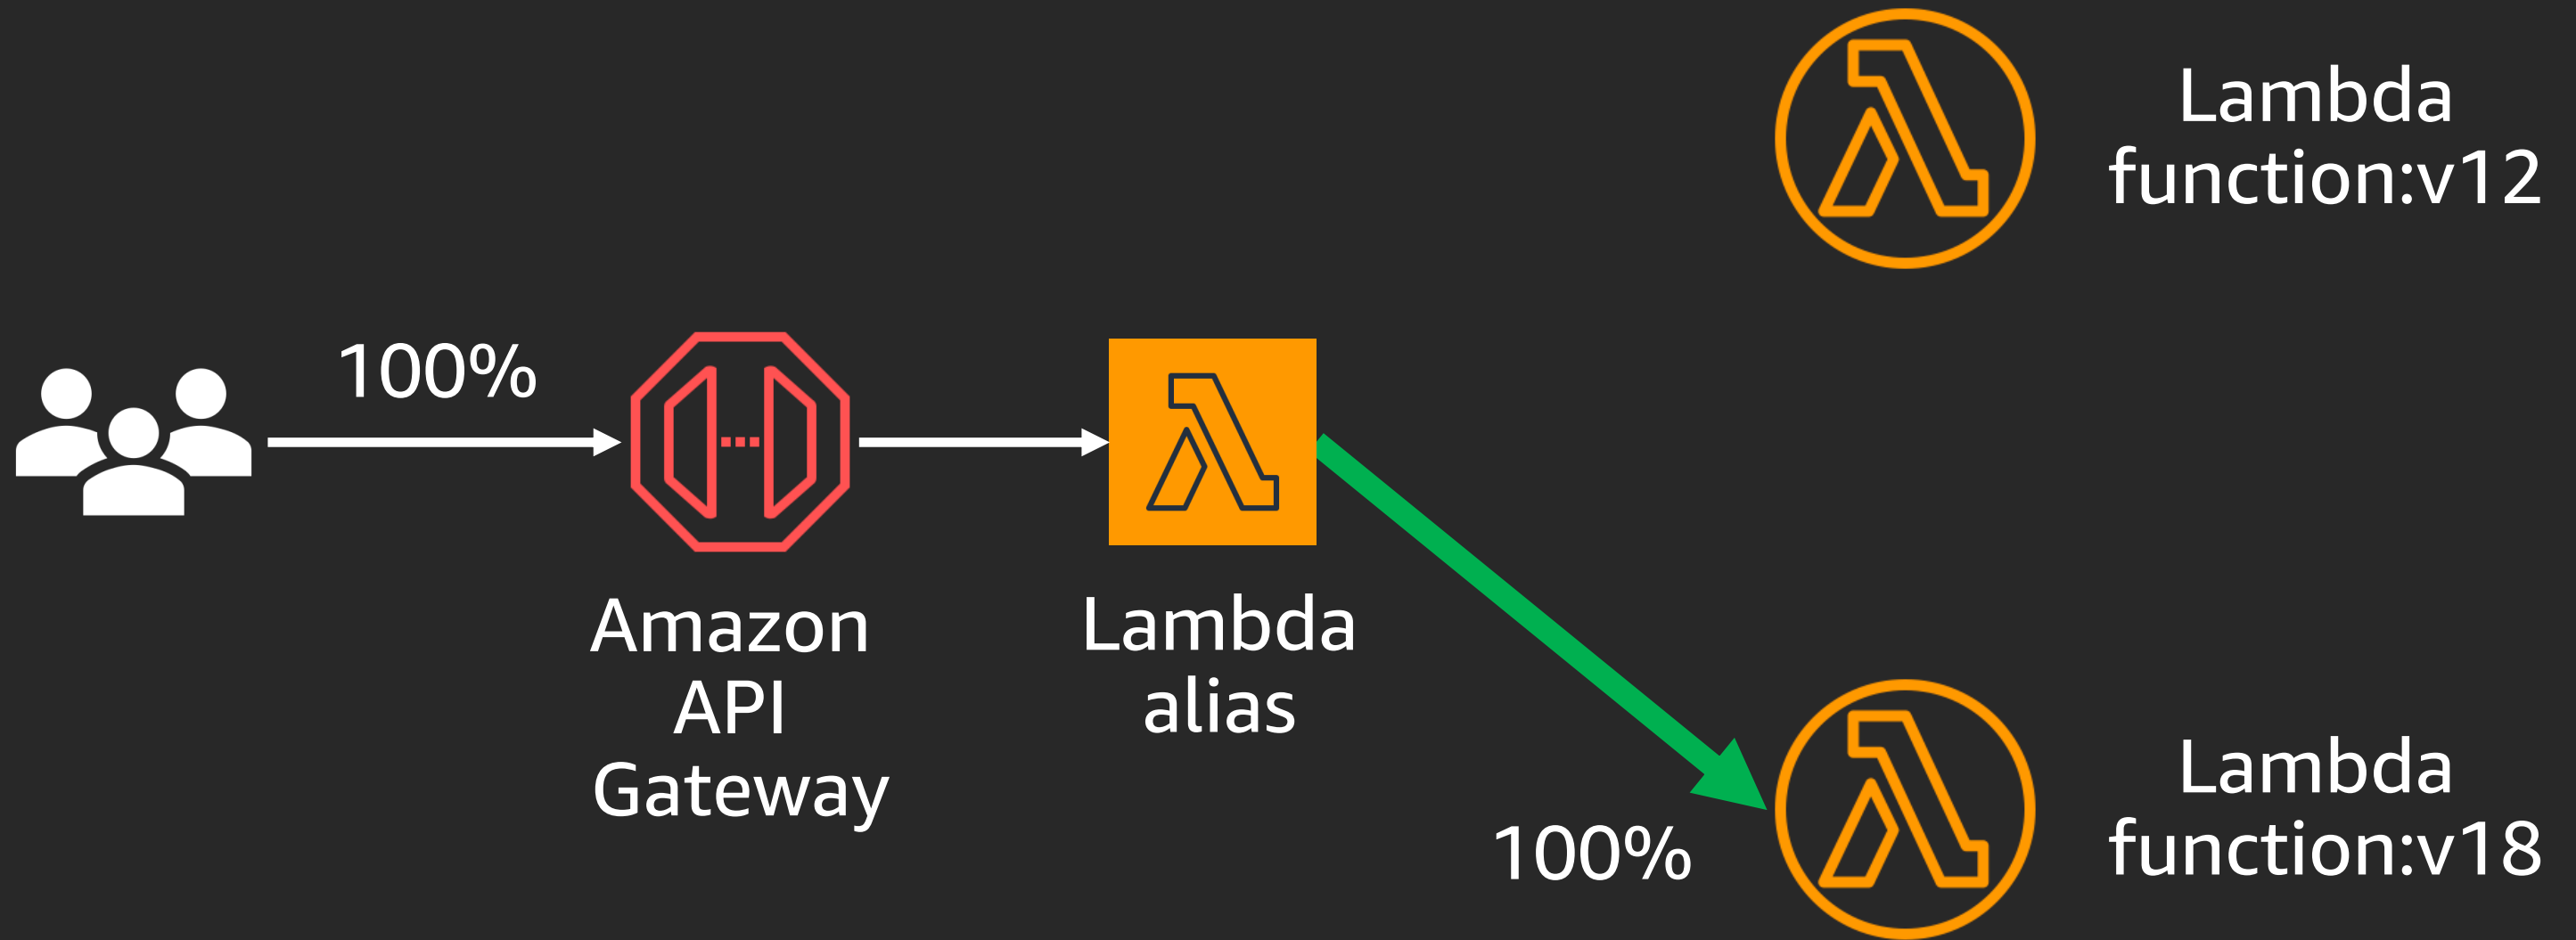 Lambda
function:v12
100%
Amazon
API
Gateway
Lambda
alias
100%
Lambda
function:v18